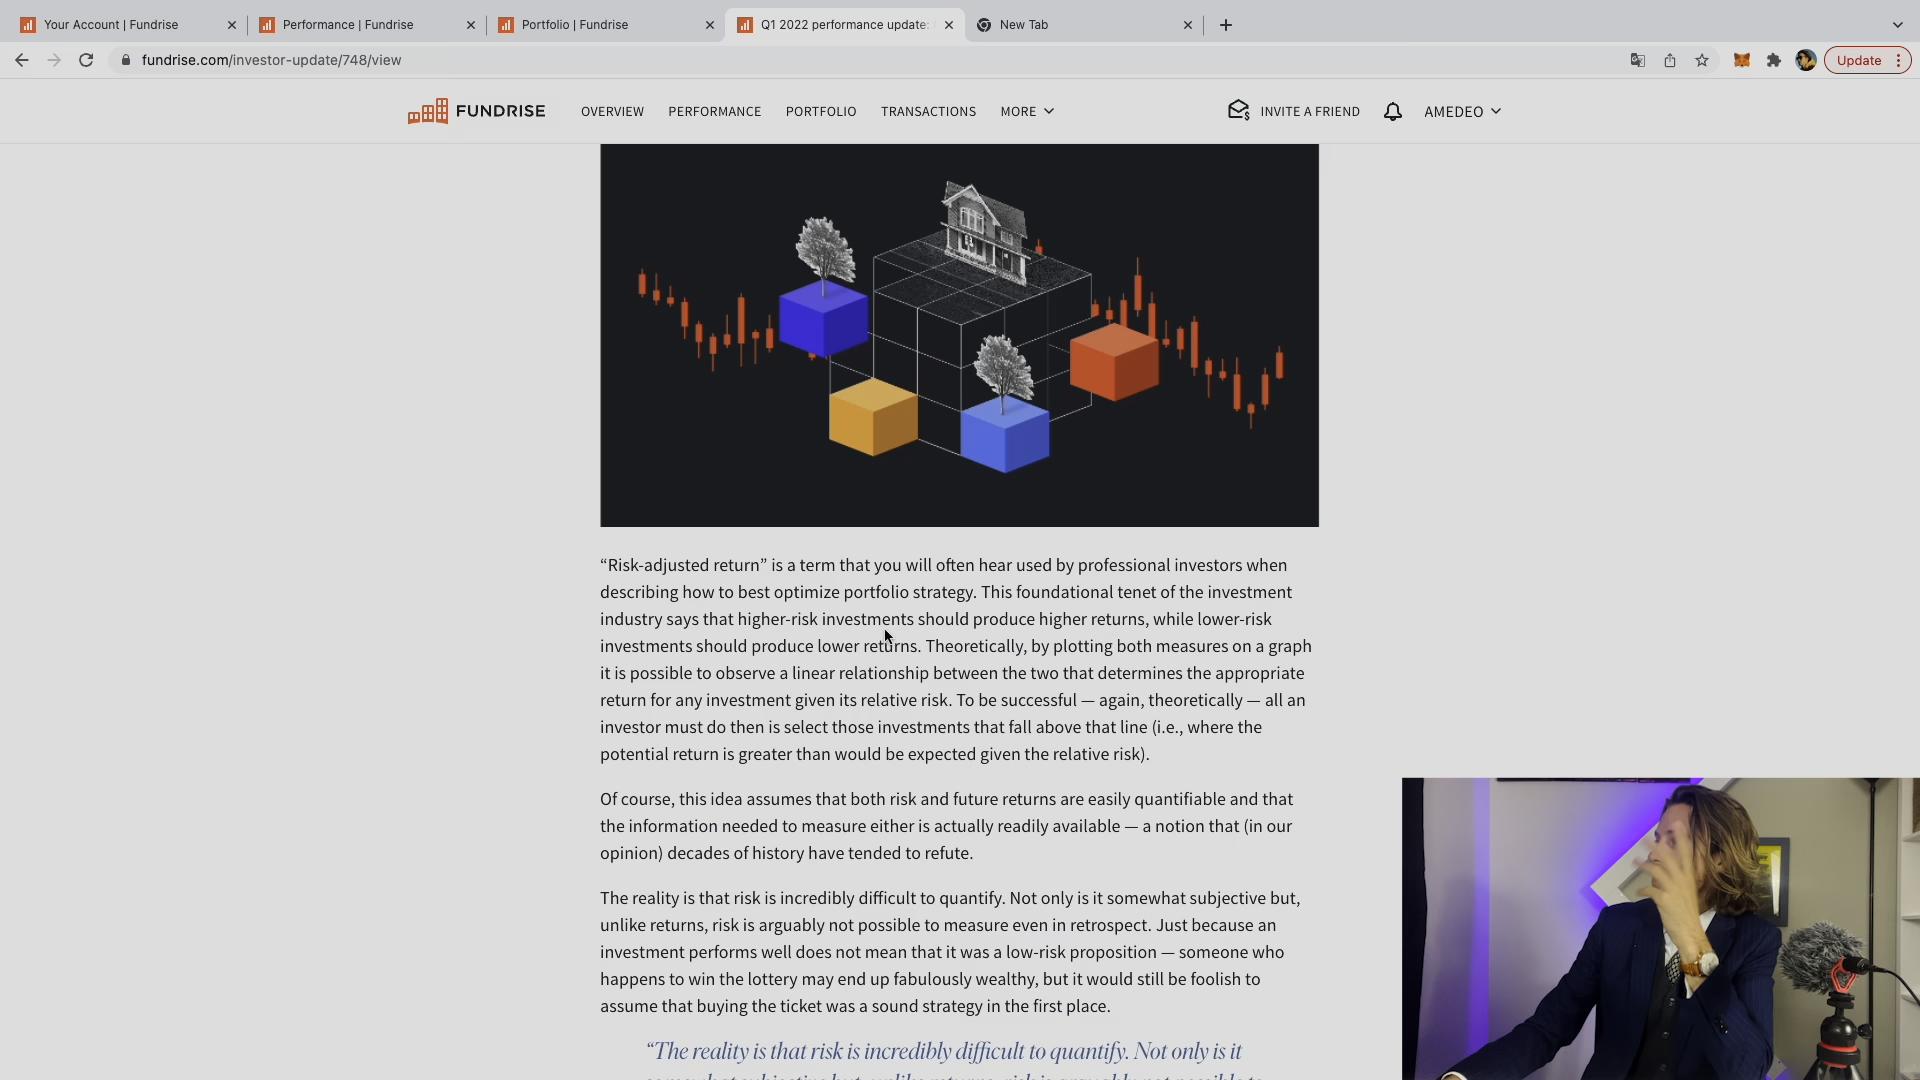 Your Account | Fundrise
Performance | Fundrise
Portfolio | Fundrise
Q1 2022 performance update:
New Tab
fundrise.com/investor-update/748/view
Update
FUNDRISE
OVERVIEW
PERFORMANCE
PORTFOLIO
TRANSACTIONS
MORE
INVITE A FRIEND
AMEDEO
“Risk-adjusted return” is a term that you will often hear used by professional investors when
describing how to best optimize portfolio strategy. This foundational tenet of the investment
industry says that higher-risk investments should produce higher returns, while lower-risk
investments should produce lower returns. Theoretically, by plotting both measures on a graph
it is possible to observe a linear relationship between the two that determines the appropriate
return for any investment given its relative risk. To be successful — again, theoretically — all an
investor must do then is select those investments that fall above that line (i.e., where the
potential return is greater than would be expected given the relative risk).
Of course, this idea assumes that both risk and future returns are easily quantifiable and that
the information needed to measure either is actually readily available — a notion that (in our
opinion) decades of history have tended to refute.
The reality is that risk is incredibly difficult to quantify. Not only is it somewhat subjective but,
unlike returns, risk is arguably not possible to measure even in retrospect. Just because an
investment performs well does not mean that it was a low-risk proposition — someone who
happens to win the lottery may end up fabulously wealthy, but it would still be foolish to
assume that buying the ticket was a sound strategy in the first place.
“The reality is that risk is incredibly difficult to quantify. Not only is it